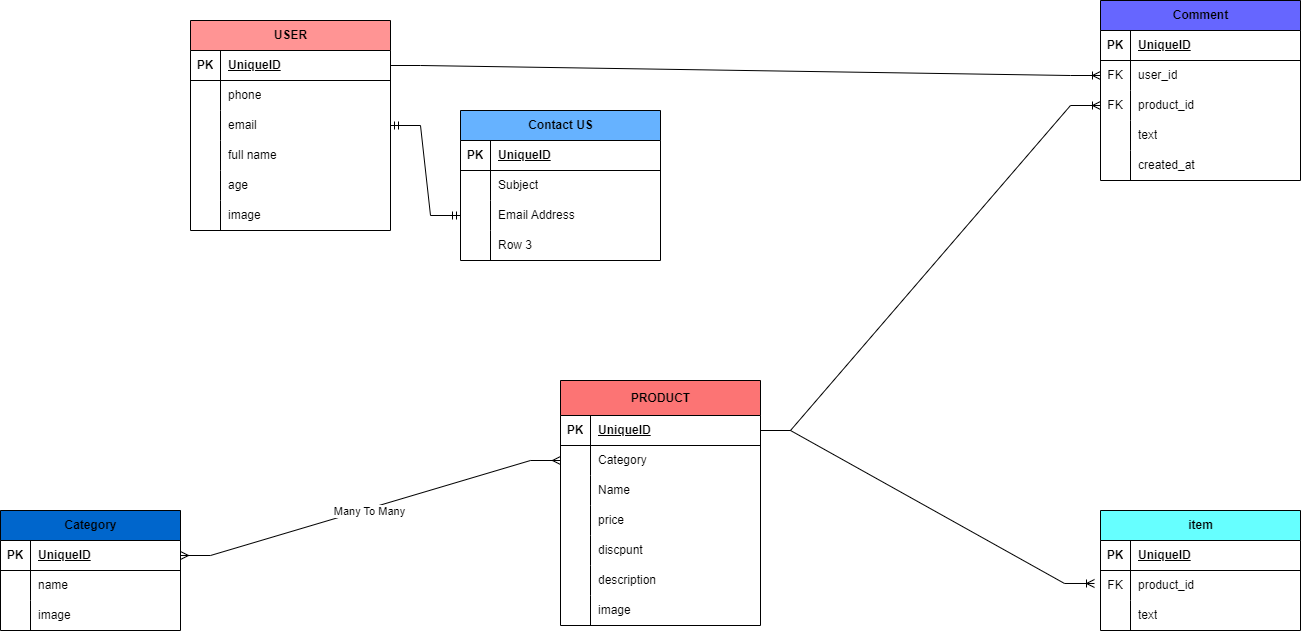 USER
PK UniqueID
phone
email
full name
age
image
Contact US
PK UniqueID
Subject
Email Address
Row 3
Comment
PK UniqueID
FK user_id
FK product_id
text
created_at
PRODUCT
PK UniqueID
Category
Name
price
discpunt
description
image
Many To Many
Category
PK UniqueID
name
image
item
PK UniqueID
FK product_id
text